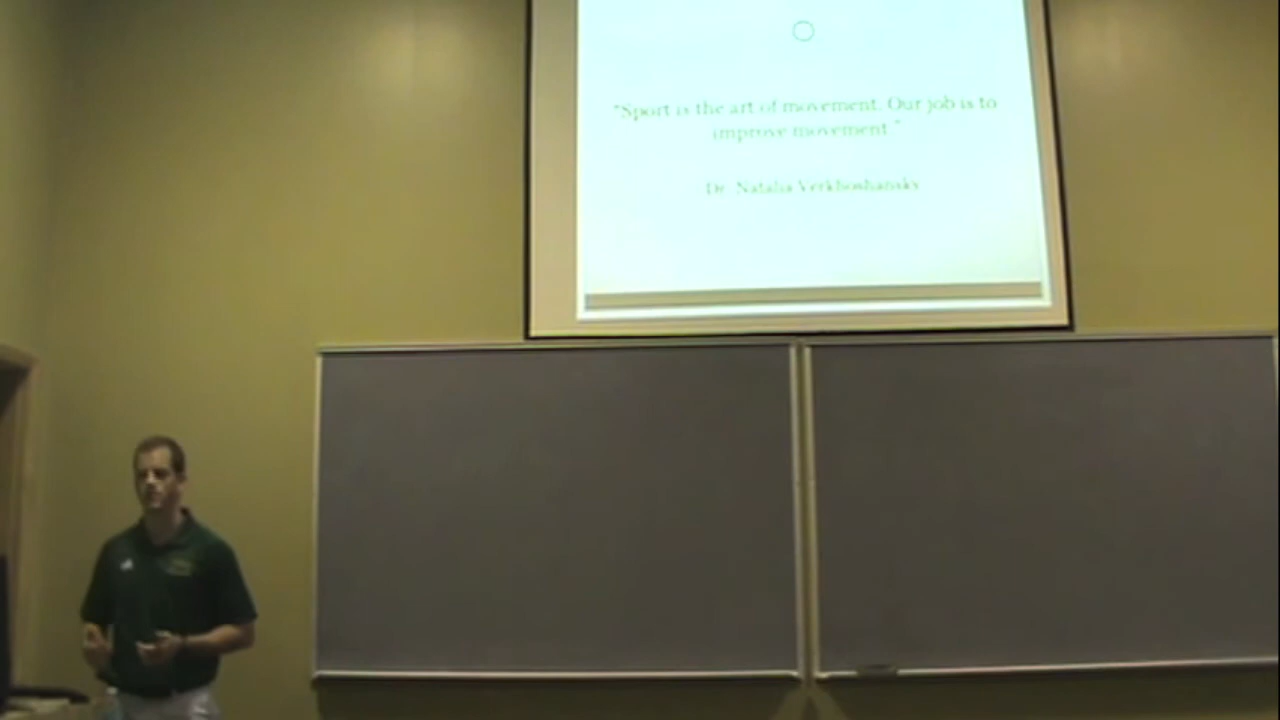 "Sport is the art of movement. Our job is to
improve movement."
Dr. Natalia Verkhoshansky